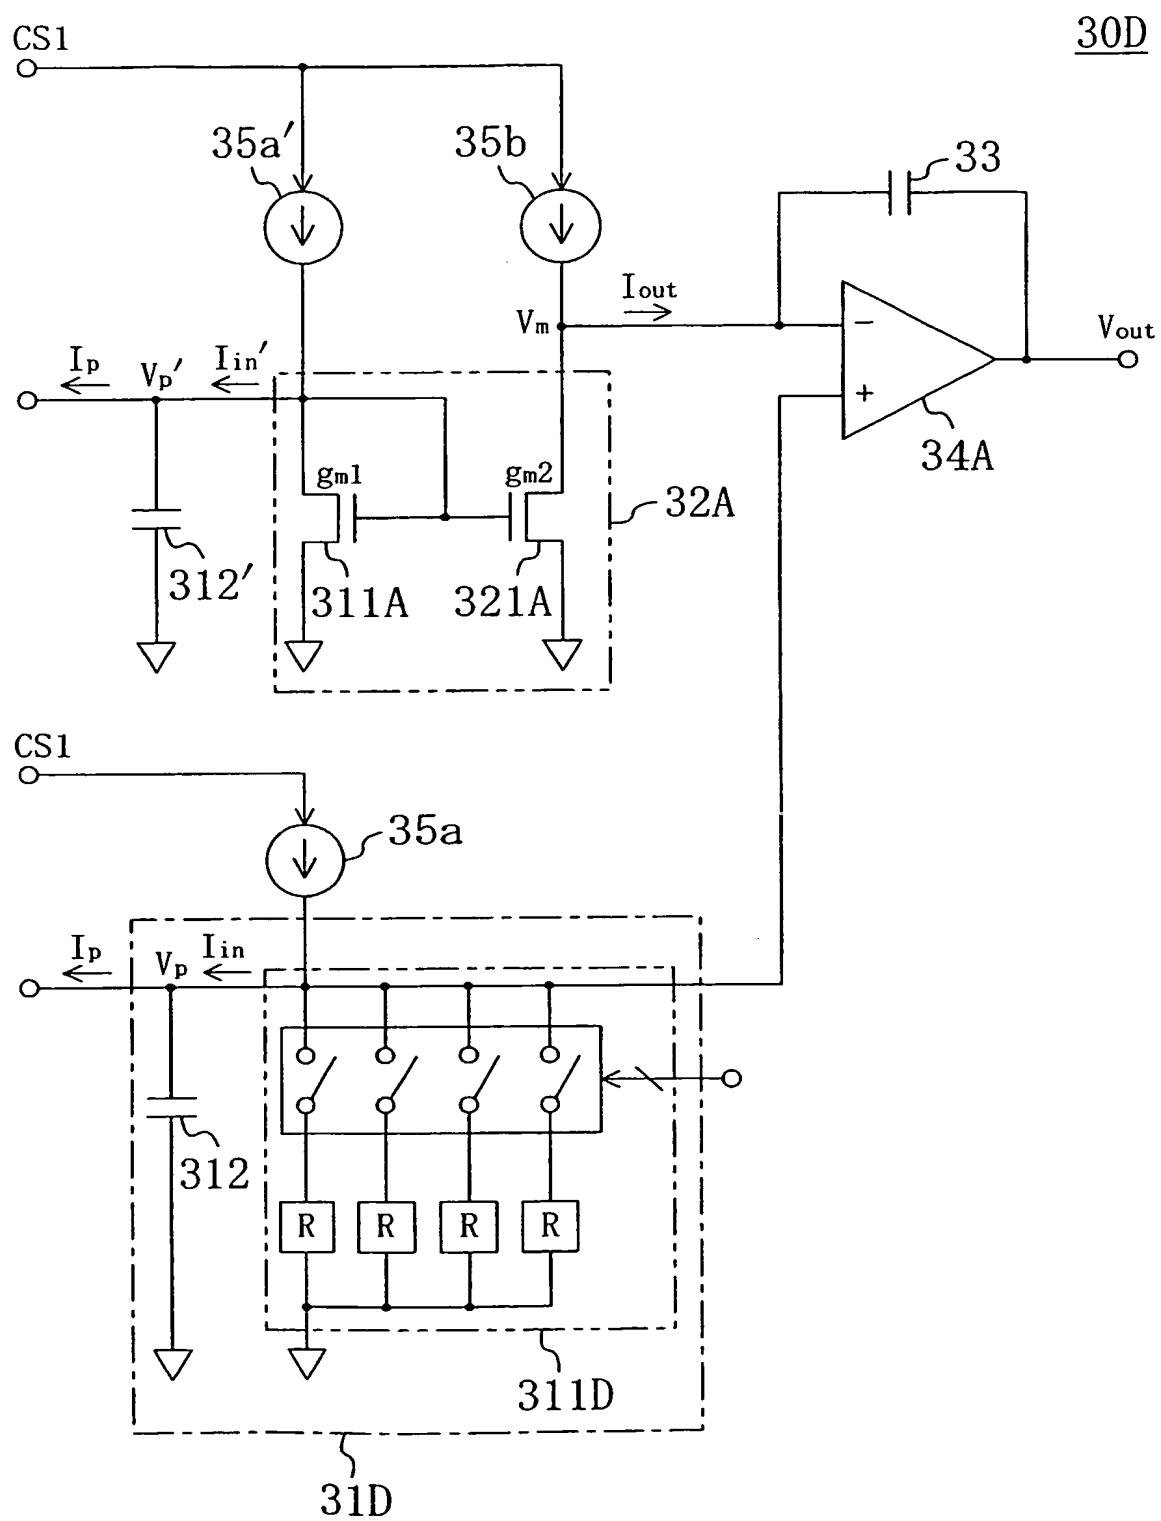 30D
CS1
35a'
35b
33
Iout
Vm
Vout
−
+
34A
Ip
Vp'
Iin'
gm1
gm2
32A
312'
311A
321A
CS1
35a
Ip
Vp
Iin
312
R
R
R
R
311D
31D